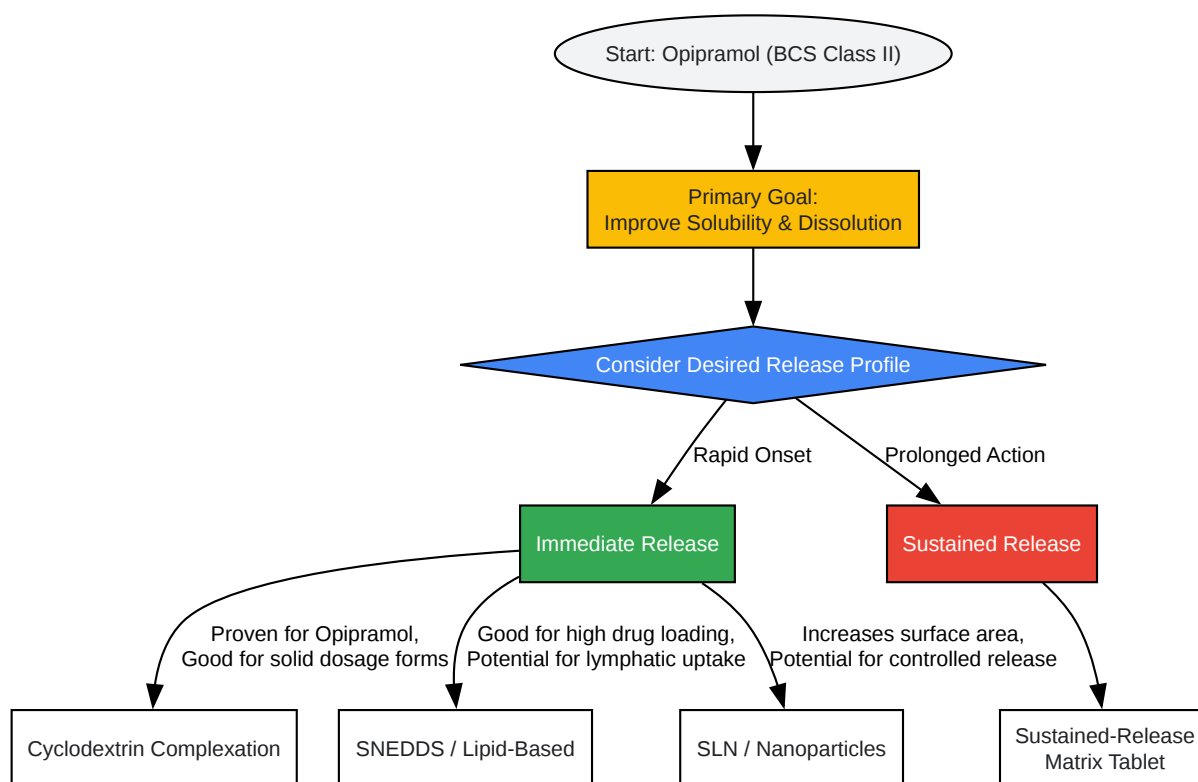 Start: Opipramol (BCS Class II)
Primary Goal:
Improve Solubility & Dissolution
Consider Desired Release Profile
Rapid Onset
Prolonged Action
Immediate Release
Sustained Release
Proven for Opipramol,
Good for solid dosage forms
Good for high drug loading,
Potential for lymphatic uptake
Increases surface area,
Potential for controlled release
Cyclodextrin Complexation
SNEDDS / Lipid-Based
SLN / Nanoparticles
Sustained-Release
Matrix Tablet